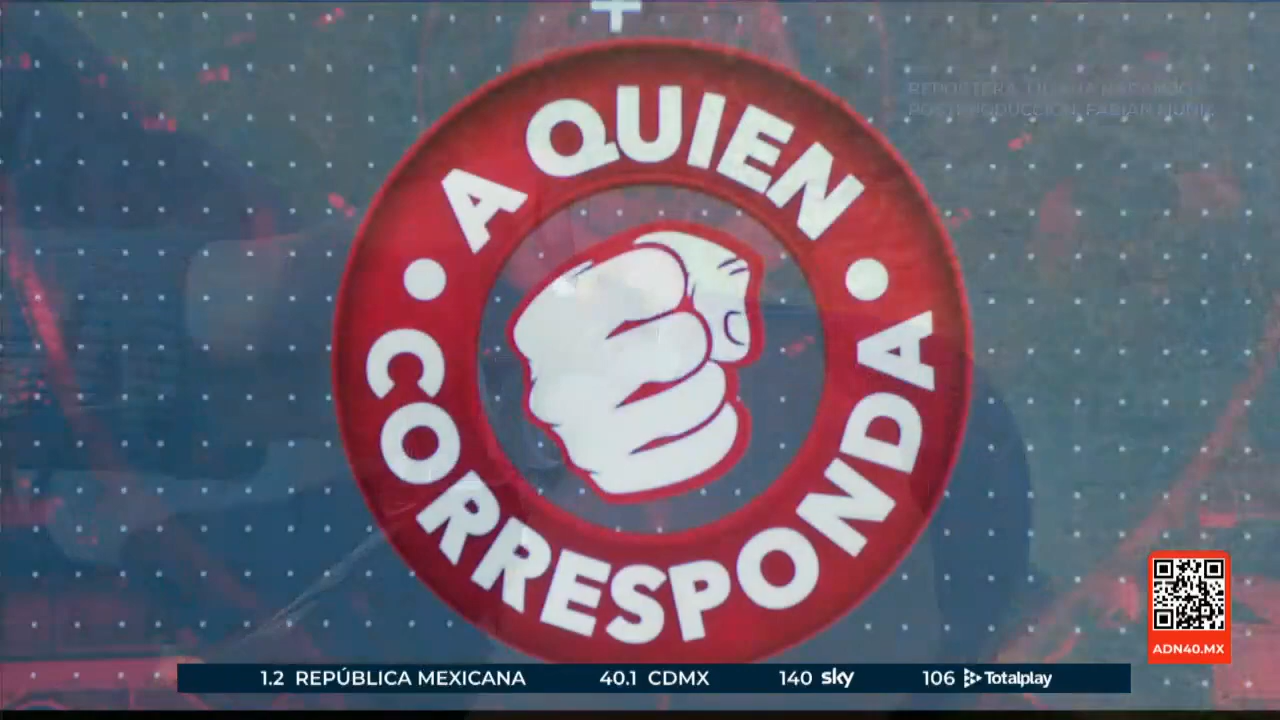 A QUIEN
CORRESPONDA
ADN40.MX
1.2 REPÚBLICA MEXICANA 40.1 CDMX 140 sky 106 Totalplay